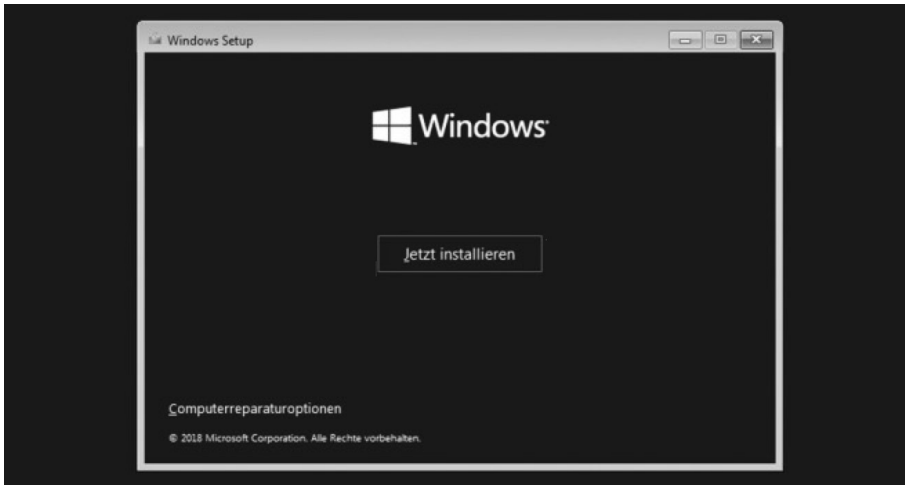 Windows Setup
Windows
Jetzt installieren
Computerreparaturoptionen
© 2018 Microsoft Corporation. Alle Rechte vorbehalten.